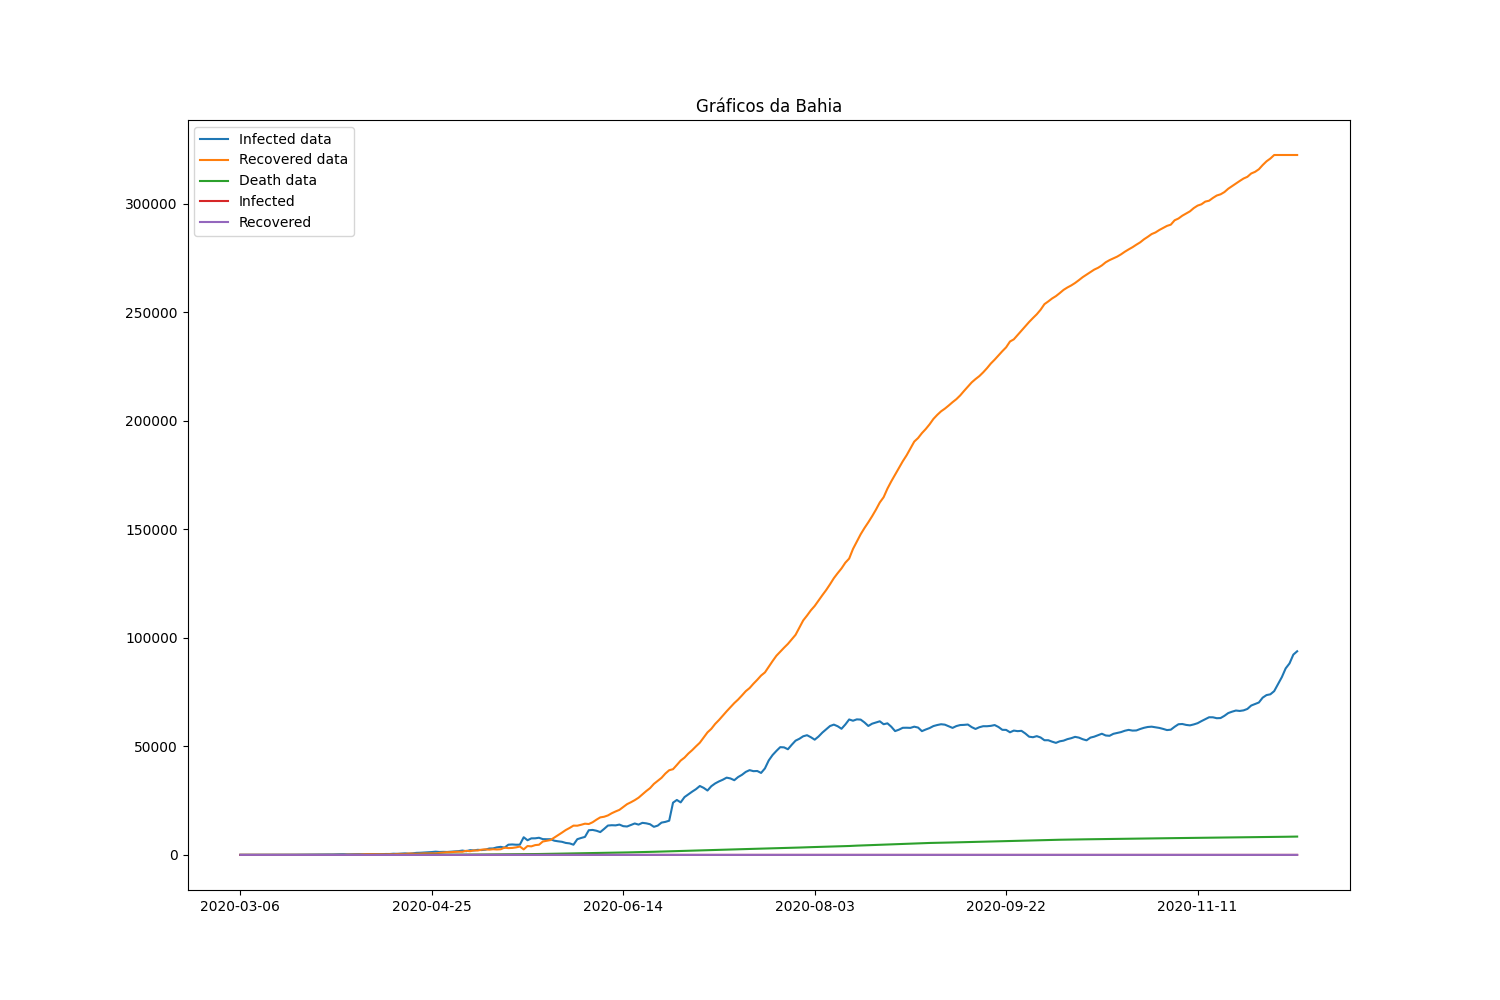 Gráficos da Bahia
Infected data
Recovered data
Death data
Infected
Recovered
300000
250000
200000
150000
100000
50000
0
2020-03-06
2020-04-25
2020-06-14
2020-08-03
2020-09-22
2020-11-11